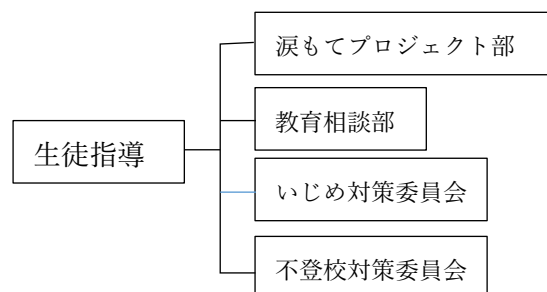 涙もてプロジェクト部
教育相談部
生徒指導
いじめ対策委員会
不登校対策委員会